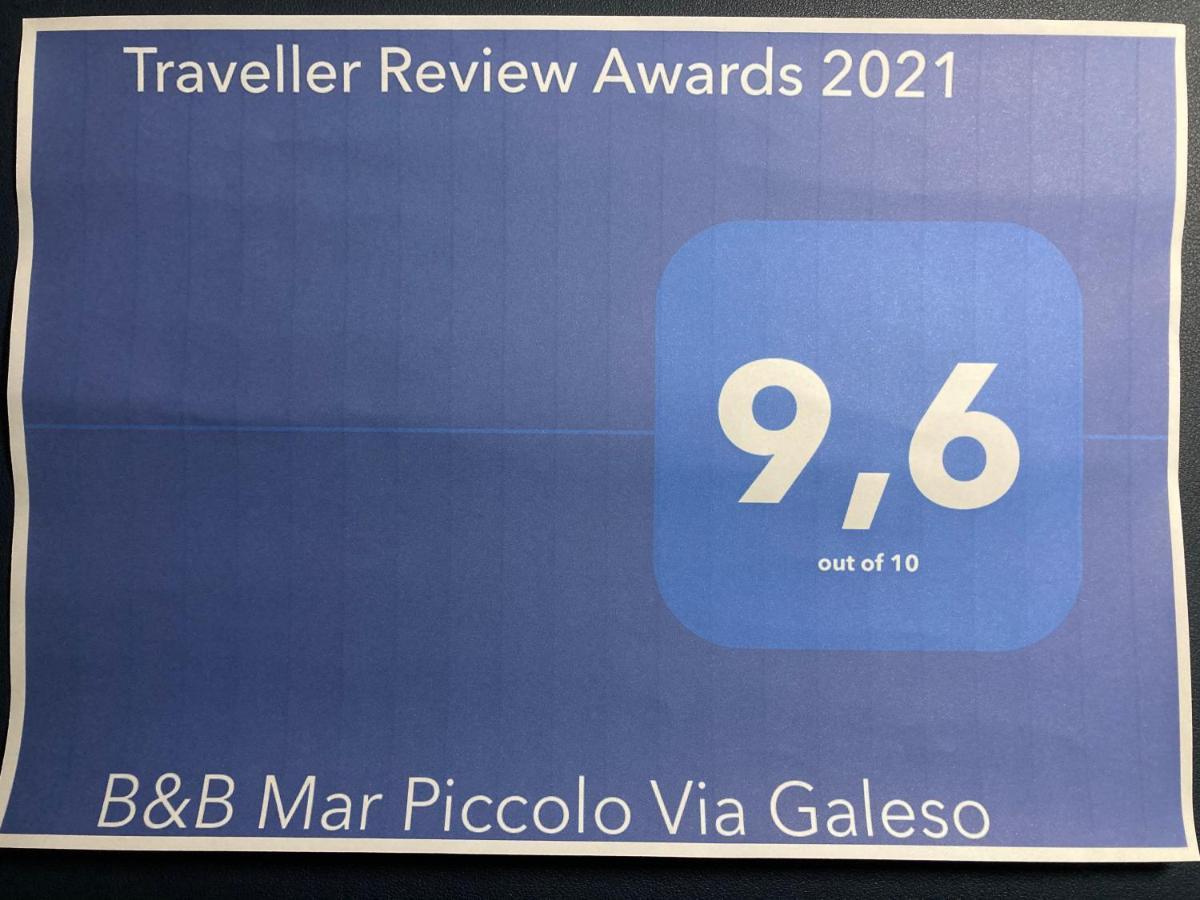 Traveller Review Awards 2021
9,6
out of 10
B&B Mar Piccolo Via Galeso